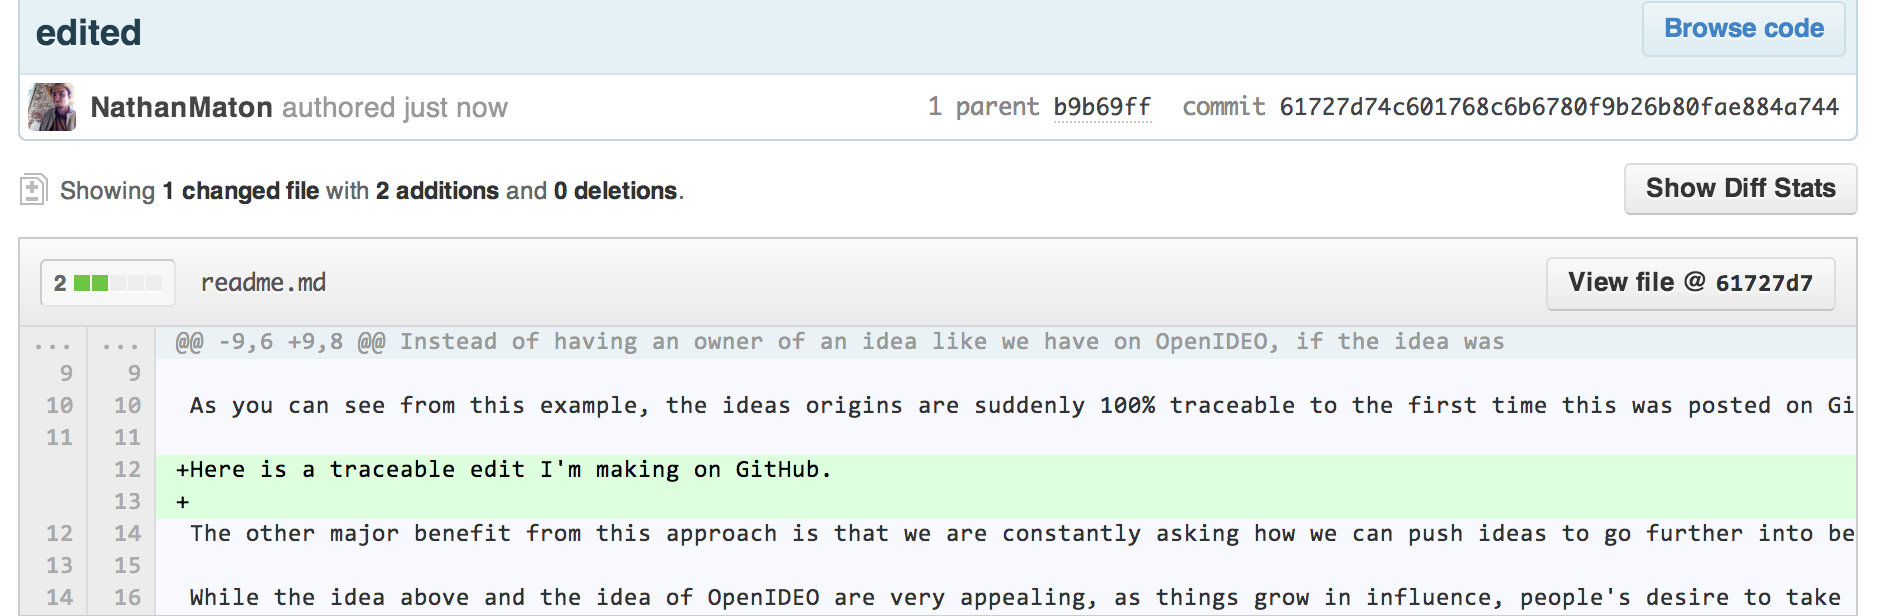 edited
Browse code
NathanMaton authored just now
1 parent b9b69ff commit 61727d74c601768c6b6780f9b26b80fae884a744
Showing 1 changed file with 2 additions and 0 deletions.
Show Diff Stats
2 readme.md
View file @ 61727d7
... ... @@ -9,6 +9,8 @@ Instead of having an owner of an idea like we have on OpenIDEO, if the idea was
9 9
10 10 As you can see from this example, the ideas origins are suddenly 100% traceable to the first time this was posted on Gi
11 11
12 +Here is a traceable edit I'm making on GitHub.
13 +
12 14 The other major benefit from this approach is that we are constantly asking how we can push ideas to go further into be
13 15
14 16 While the idea above and the idea of OpenIDEO are very appealing, as things grow in influence, people's desire to take